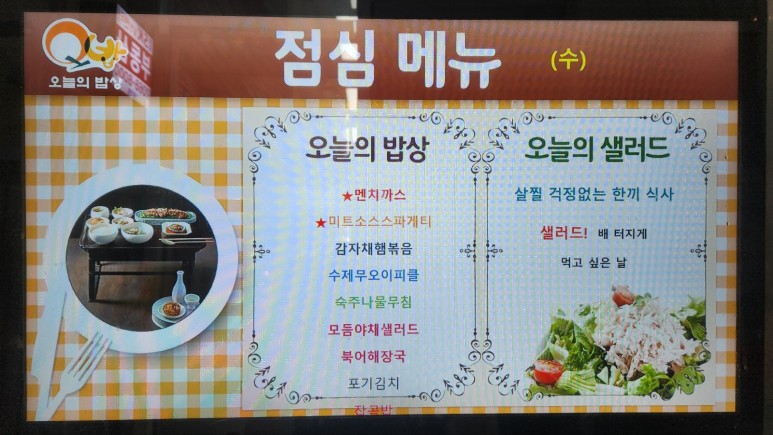 밥
오늘의 밥상
점심 메뉴 (수)
오늘의 밥상
★멘치까스
★미트소스스파게티
감자채햄볶음
수제무오이피클
숙주나물무침
모둠야채샐러드
북어해장국
포기김치
잔곡밥
오늘의 샐러드
살찔 걱정없는 한끼 식사
샐러드! 배 터지게
먹고 싶은 날